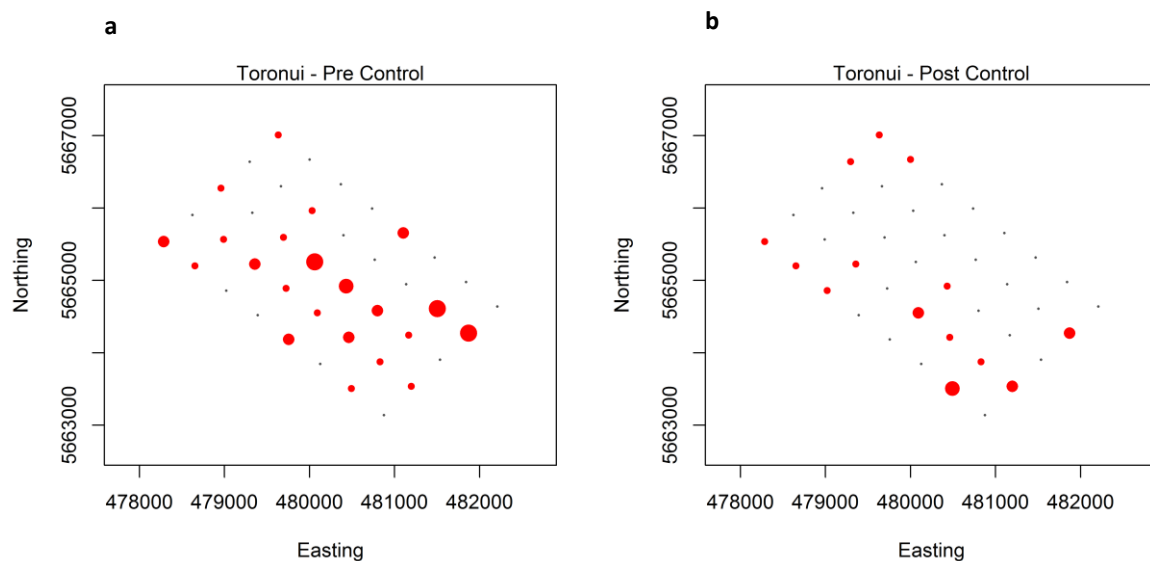 a
Toronui - Pre Control
5667000
5665000
5663000
Northing
478000 479000 480000 481000 482000
Easting
b
Toronui - Post Control
5667000
5665000
5663000
Northing
478000 479000 480000 481000 482000
Easting